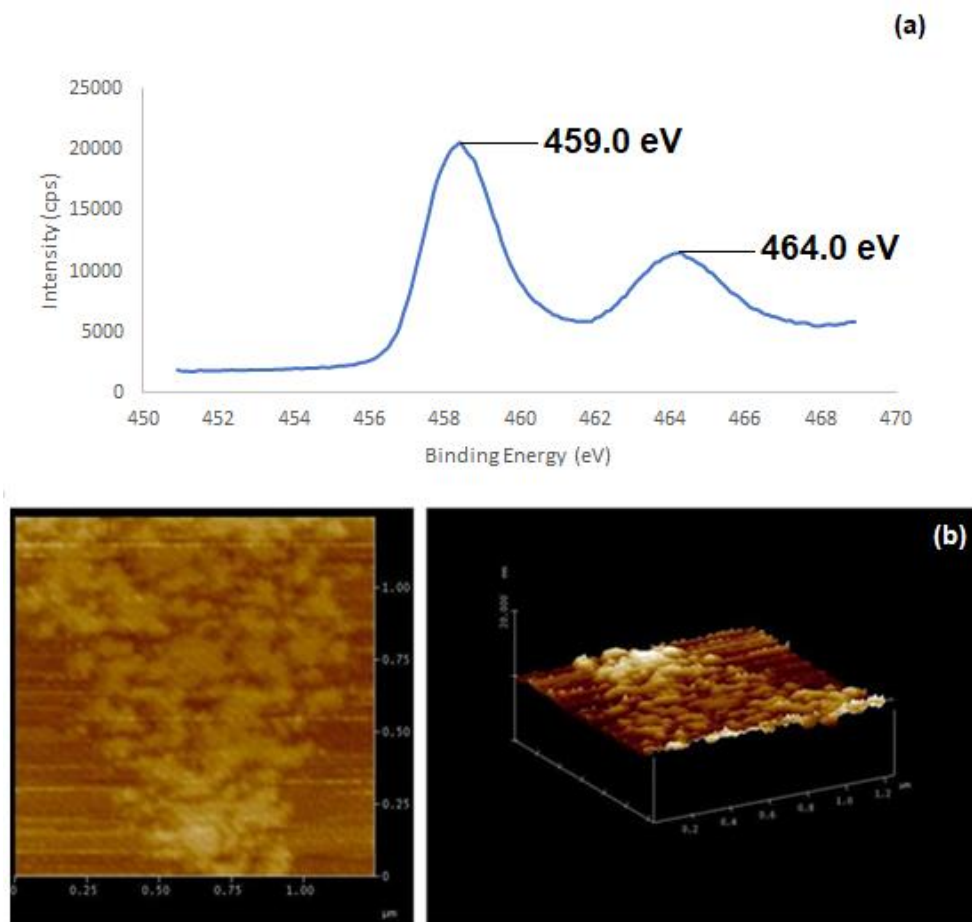 (a)
25000
20000
15000
10000
5000
0
Intensity (cps)
459.0 eV
464.0 eV
450 452 454 456 458 460 462 464 466 468 470
Binding Energy (eV)
(b)
1.00
0.75
0.50
0.25
0
0 0.25 0.50 0.75 1.00
µm
20.000 nm
0.2 0.4 0.6 0.8 1.0 1.2 µm